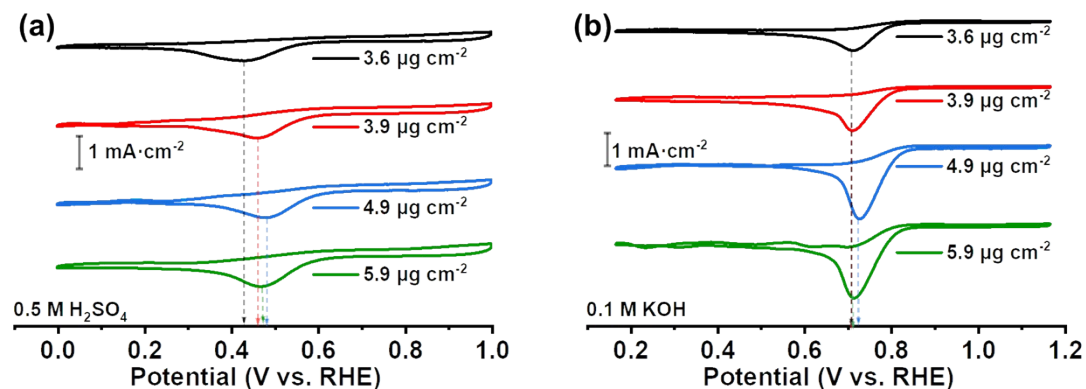 (a)
3.6 µg cm⁻²
3.9 µg cm⁻²
1 mA·cm⁻²
4.9 µg cm⁻²
5.9 µg cm⁻²
0.5 M H₂SO₄
0.0 0.2 0.4 0.6 0.8 1.0
Potential (V vs. RHE)
(b)
3.6 µg cm⁻²
3.9 µg cm⁻²
1 mA·cm⁻²
4.9 µg cm⁻²
5.9 µg cm⁻²
0.1 M KOH
0.2 0.4 0.6 0.8 1.0 1.2
Potential (V vs. RHE)